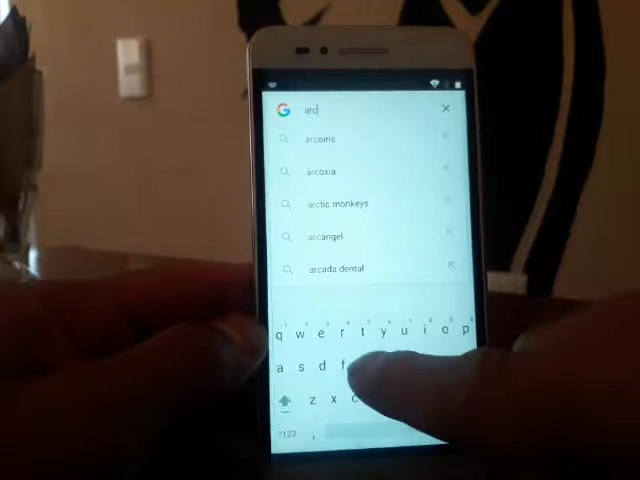 G arc ×
arcoiris
arcoxia
arctic monkeys
arcangel
arcada dental
q w e r t y u i o p
a s d f
z x c
?123 ,